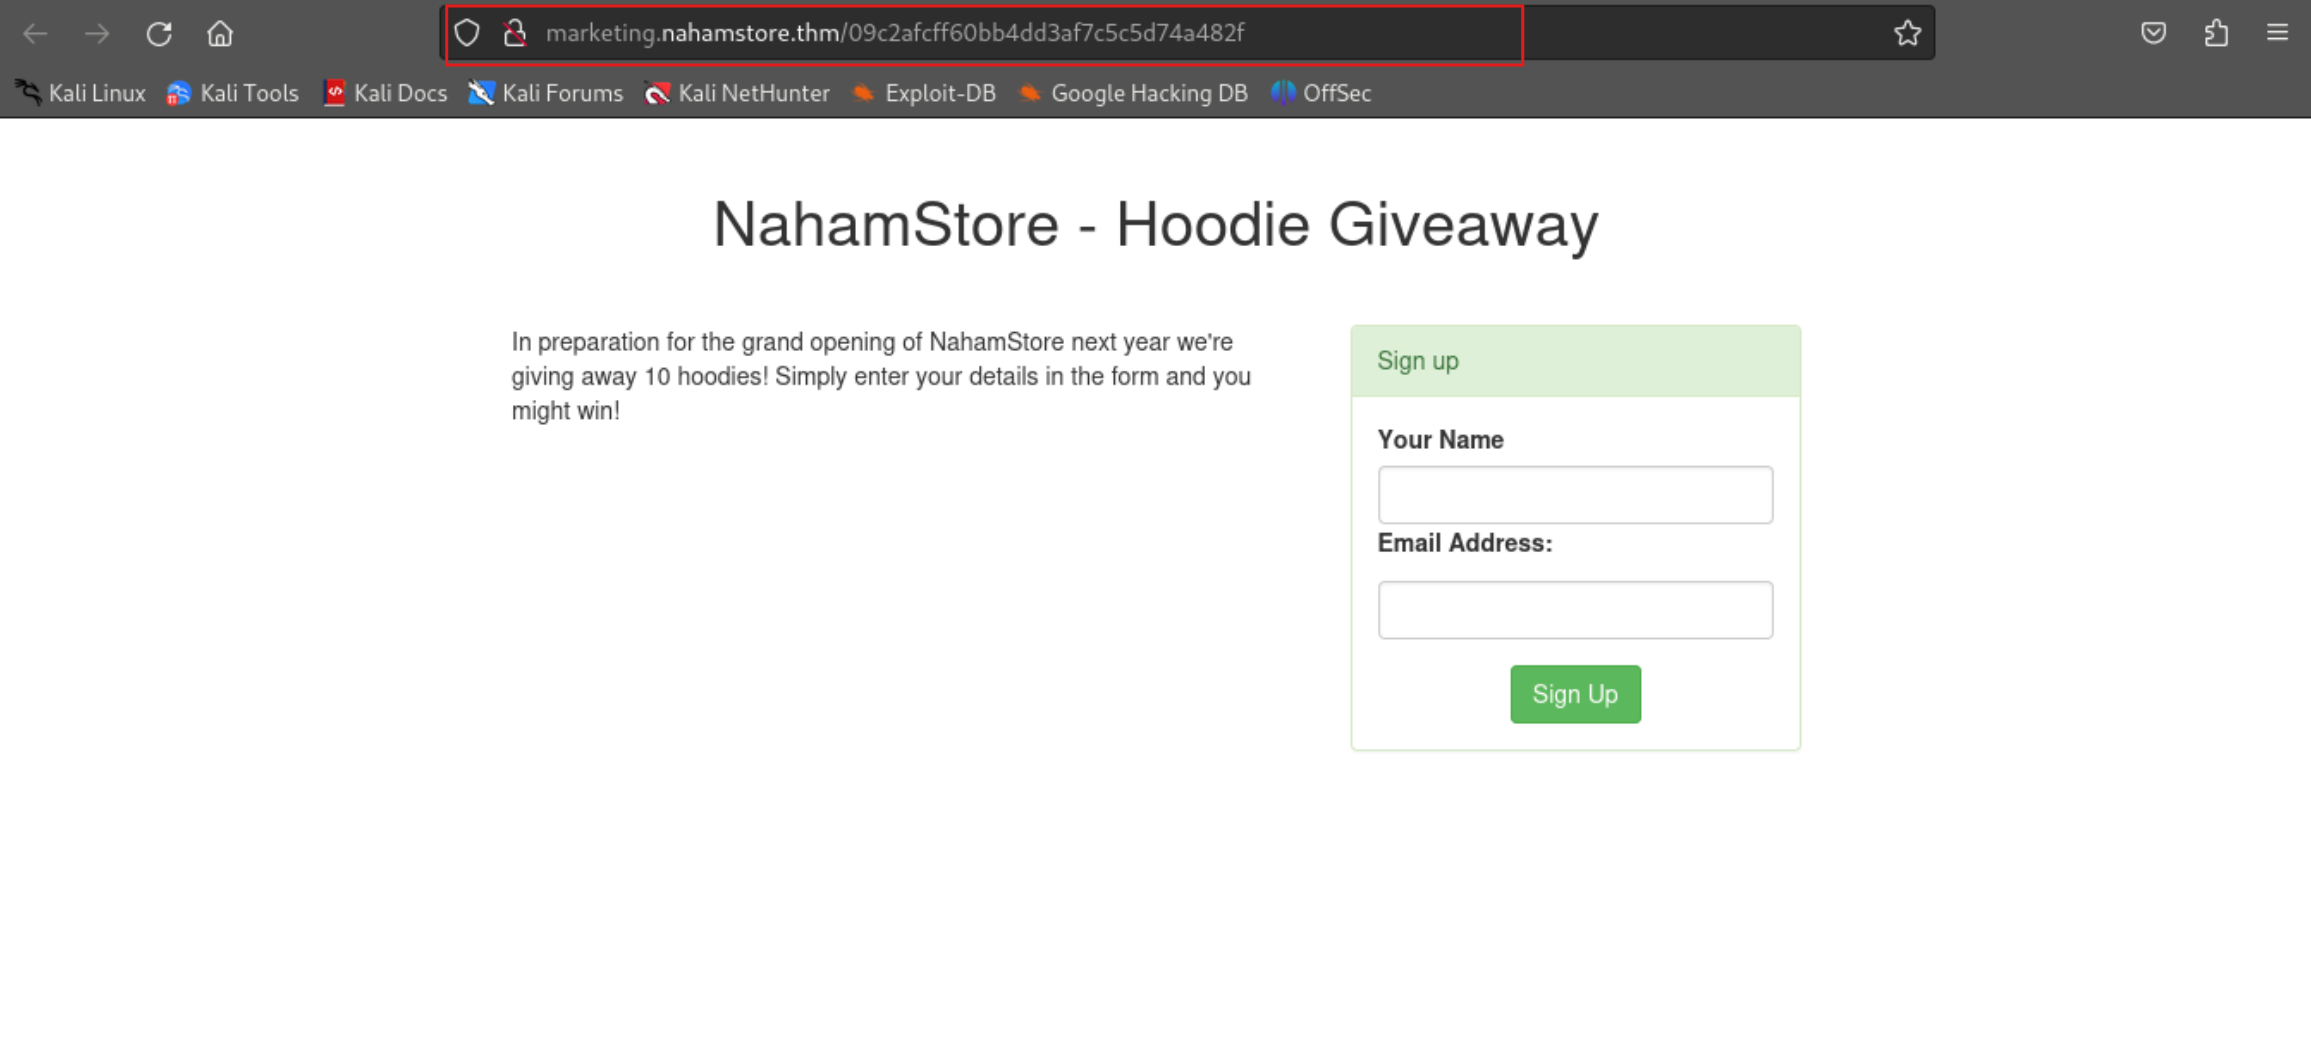 marketing.nahamstore.thm/09c2afcff60bb4dd3af7c5c5d74a482f
Kali Linux Kali Tools Kali Docs Kali Forums Kali NetHunter Exploit-DB Google Hacking DB OffSec
NahamStore - Hoodie Giveaway
In preparation for the grand opening of NahamStore next year we're
giving away 10 hoodies! Simply enter your details in the form and you
might win!
Sign up
Your Name
Email Address:
Sign Up